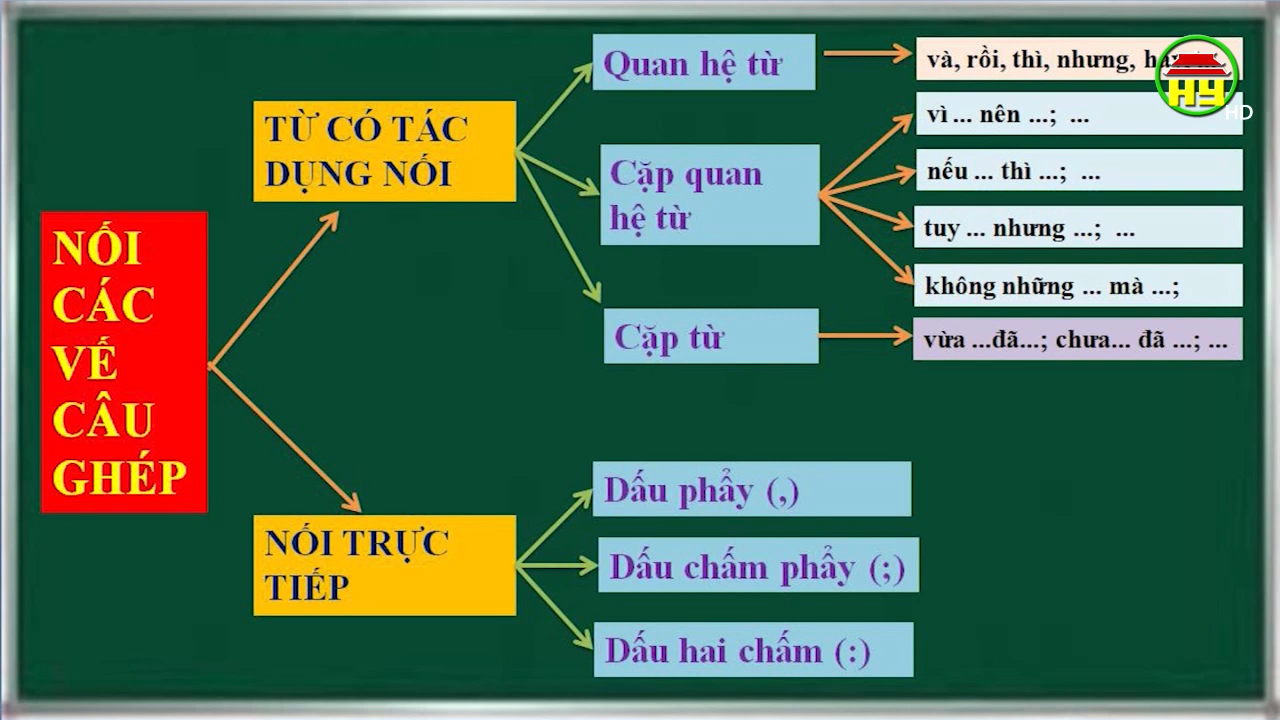 NỐI
CÁC
VẾ
CÂU
GHÉP
TỪ CÓ TÁC
DỤNG NỐI
Quan hệ từ
và, rồi, thì, nhưng,
Cặp quan
hệ từ
vì ... nên ...; ...
nếu ... thì ...; ...
tuy ... nhưng ...; ...
không những ... mà ...;
Cặp từ
vừa ...đã...; chưa... đã ...; ...
NỐI TRỰC
TIẾP
Dấu phẩy (,)
Dấu chấm phẩy (;)
Dấu hai chấm (:)
HY
HD